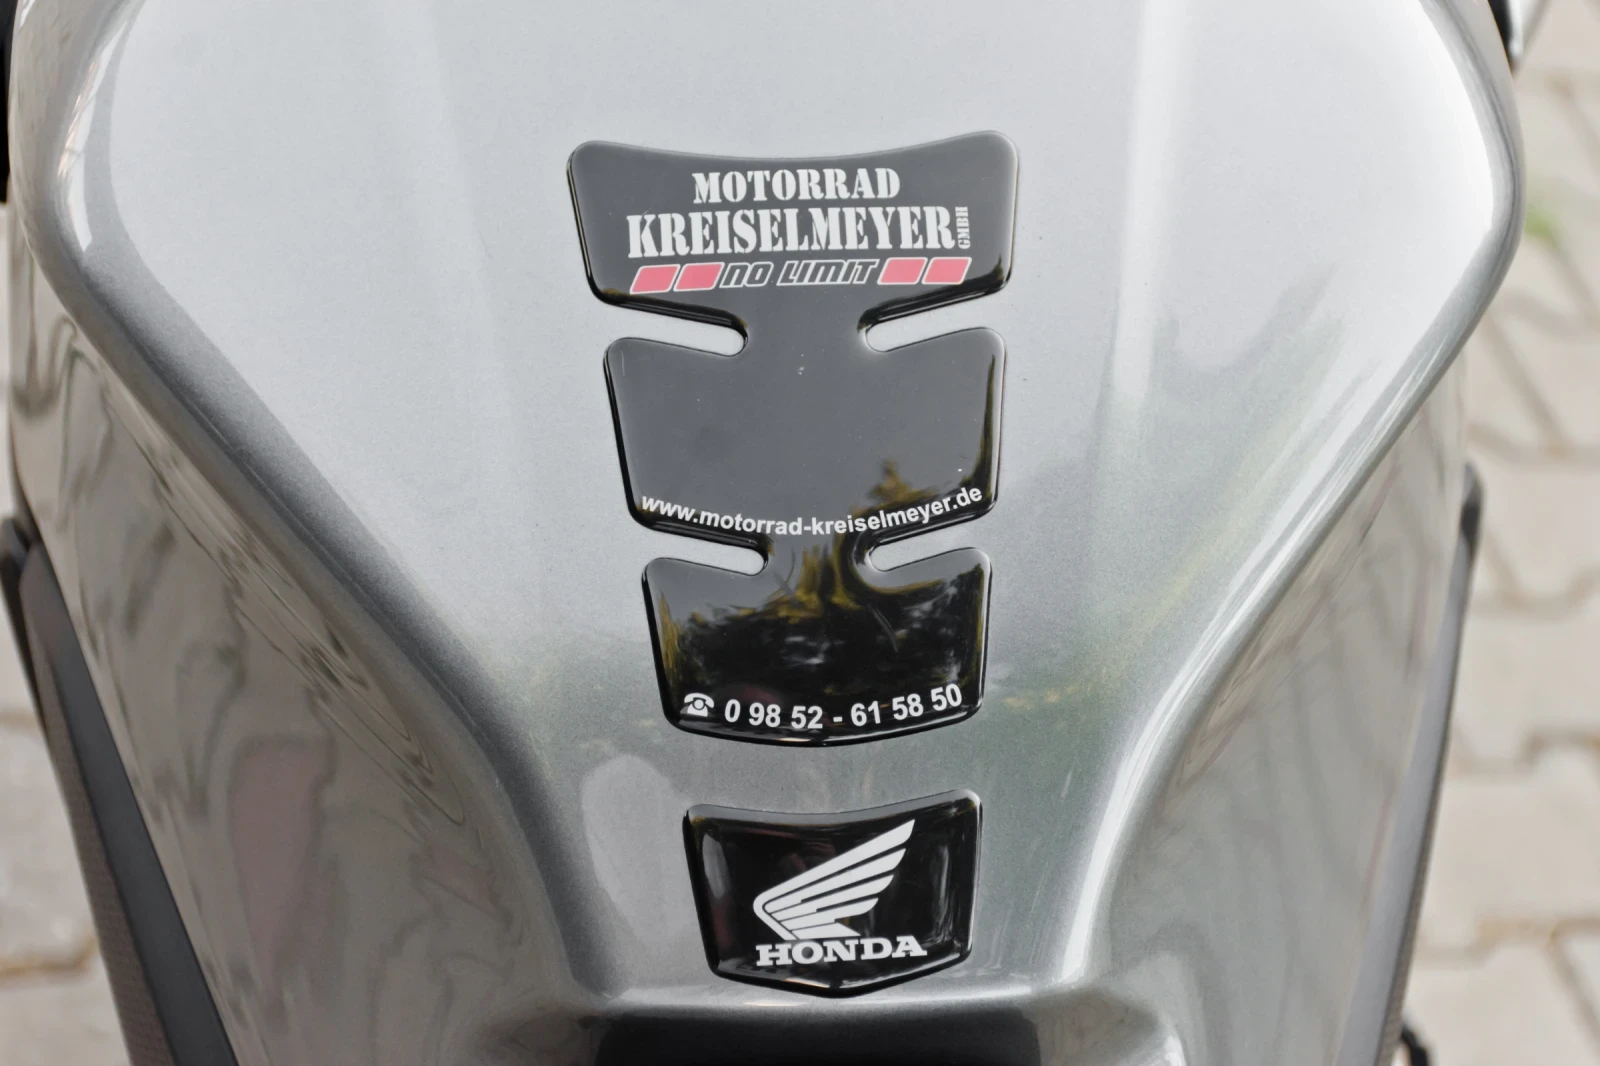 MOTORRAD
KREISELMEYER GMBH
NO LIMIT
www.motorrad-kreiselmeyer.de
☎ 0 98 52 - 61 58 50
HONDA